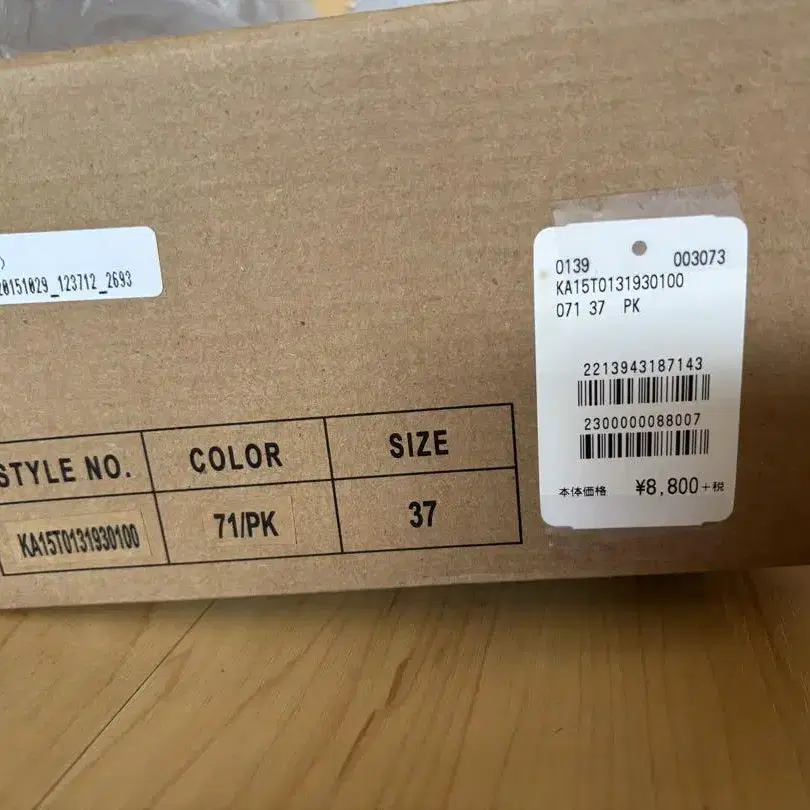 )
20151029_123712_2693
STYLE NO.
COLOR
SIZE
KA15T0131930100
71/PK
37
0139 003073
KA15T0131930100
071 37 PK
2213943187143
2300000088007
本体価格 ¥8,800+税